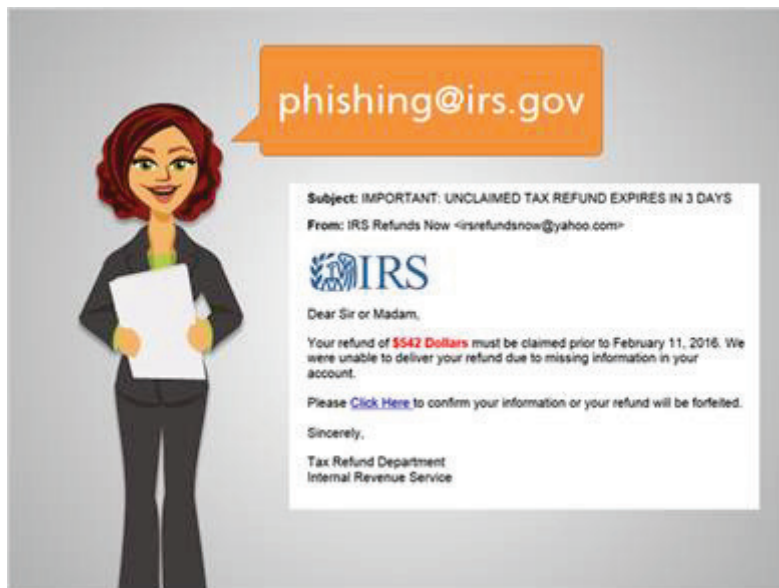 phishing@irs.gov
Subject: IMPORTANT: UNCLAIMED TAX REFUND EXPIRES IN 3 DAYS
From: IRS Refunds Now <irsrefundsnow@yahoo.com>
IRS
Dear Sir or Madam,
Your refund of $542 Dollars must be claimed prior to February 11, 2016. We
were unable to deliver your refund due to missing information in your
account.
Please Click Here to confirm your information or your refund will be forfeited.
Sincerely,
Tax Refund Department
Internal Revenue Service